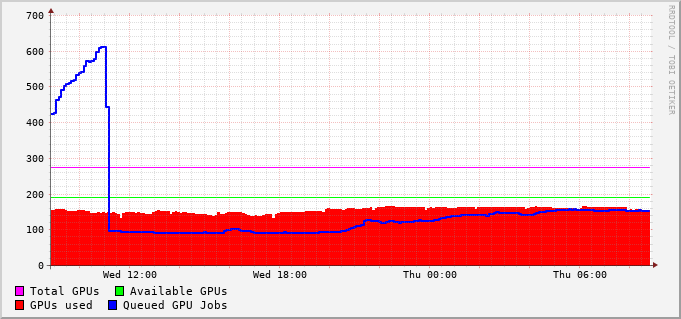 700
600
500
400
300
200
100
0
Wed 12:00 Wed 18:00 Thu 00:00 Thu 06:00
Total GPUs Available GPUs
GPUs used Queued GPU Jobs
RRDTOOL / TOBI OETIKER